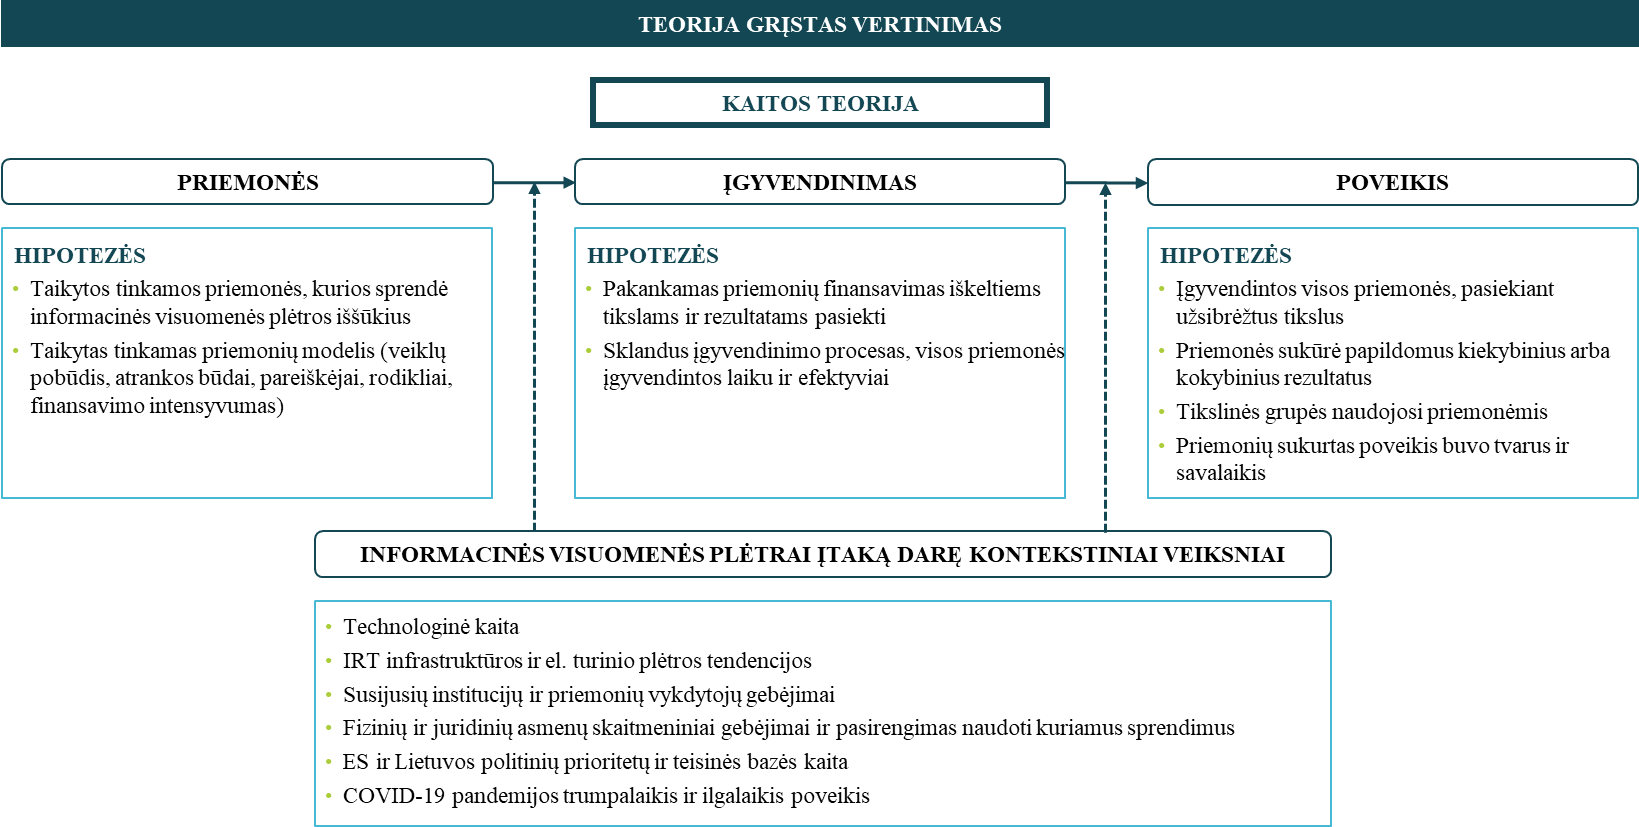 TEORIJA GRĮSTAS VERTINIMAS
KAITOS TEORIJA
PRIEMONĖS
ĮGYVENDINIMAS
POVEIKIS
HIPOTEZĖS
• Taikytos tinkamos priemonės, kurios sprendė
informacinės visuomenės plėtros iššūkius
• Taikytas tinkamas priemonių modelis (veiklų
pobūdis, atrankos būdai, pareiškėjai, rodikliai,
finansavimo intensyvumas)
HIPOTEZĖS
• Pakankamas priemonių finansavimas iškeltiems
tikslams ir rezultatams pasiekti
• Sklandus įgyvendinimo procesas, visos priemonės
įgyvendintos laiku ir efektyviai
HIPOTEZĖS
• Įgyvendintos visos priemonės, pasiekiant
užsibrėžtus tikslus
• Priemonės sukūrė papildomus kiekybinius arba
kokybinius rezultatus
• Tikslinės grupės naudojosi priemonėmis
• Priemonių sukurtas poveikis buvo tvarus ir
savalaikis
INFORMACINĖS VISUOMENĖS PLĖTRAI ĮTAKĄ DARĘ KONTEKSTINIAI VEIKSNIAI
• Technologinė kaita
• IRT infrastruktūros ir el. turinio plėtros tendencijos
• Susijusių institucijų ir priemonių vykdytojų gebėjimai
• Fizinių ir juridinių asmenų skaitmeniniai gebėjimai ir pasirengimas naudoti kuriamus sprendimus
• ES ir Lietuvos politinių prioritetų ir teisinės bazės kaita
• COVID-19 pandemijos trumpalaikis ir ilgalaikis poveikis